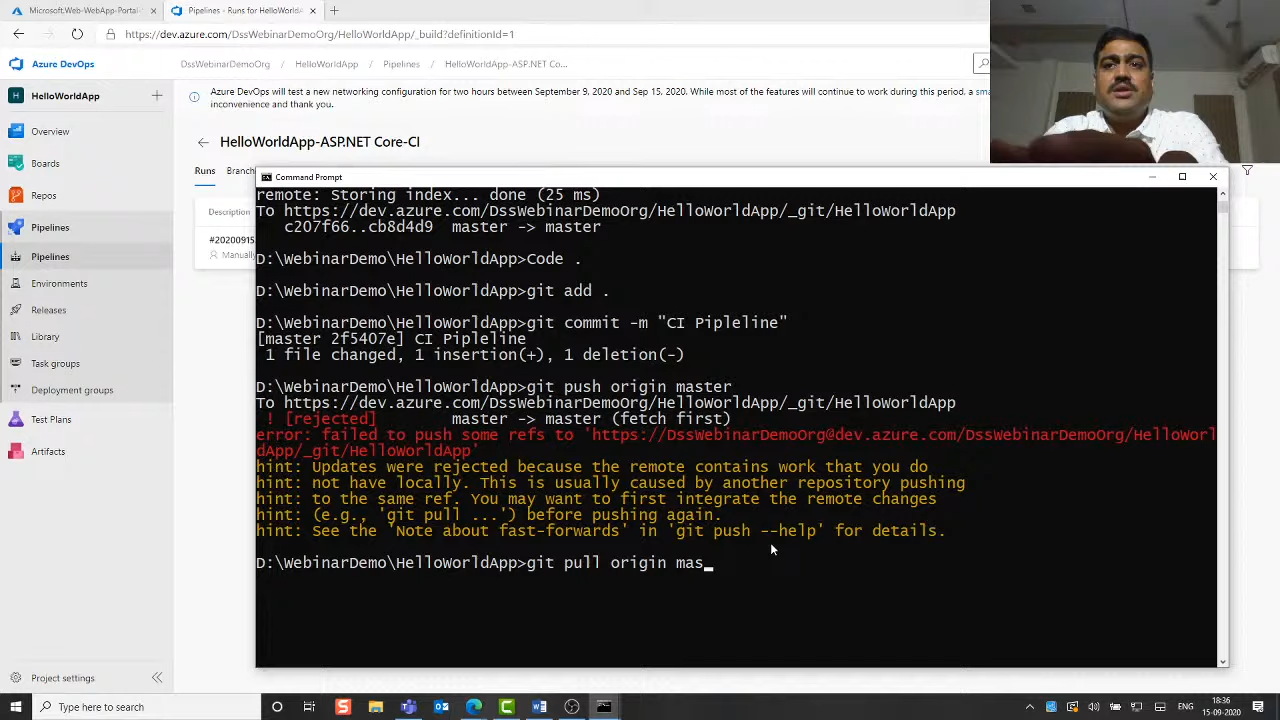 Microsoft.Web-WebApp-Portal-
Pipelines - Runs for HelloWorldA
https://dev.azure.com/DssWebinarDemoOrg/HelloWorldApp/_build?definitionId=1
Azure DevOps
DssWebinarDemoOrg / HelloWorldApp / Pipelines / HelloWorldApp-ASP.NET Co...
HelloWorldApp
Azure DevOps will test a new networking configuration for two hours between September 9, 2020 and Sep 15, 2020. While most of the features will continue to work during this period, a
inconvenience and thank you.
Overview
HelloWorldApp-ASP.NET Core-CI
Boards
Runs
Repos
Description
Pipelines
#20200915
Pipelines
Environments
Releases
Library
Task groups
Deployment groups
Test Plans
Artifacts
Command Prompt
remote: Storing index... done (25 ms)
To https://dev.azure.com/DssWebinarDemoOrg/HelloWorldApp/_git/HelloWorldApp
c207f66..cb8d4d9 master -> master
D:\WebinarDemo\HelloWorldApp>Code .
D:\WebinarDemo\HelloWorldApp>git add .
D:\WebinarDemo\HelloWorldApp>git commit -m "CI Pipleline"
[master 2f5407e] CI Pipleline
1 file changed, 1 insertion(+), 1 deletion(-)
D:\WebinarDemo\HelloWorldApp>git push origin master
To https://dev.azure.com/DssWebinarDemoOrg/HelloWorldApp/_git/HelloWorldApp
! [rejected] master -> master (fetch first)
error: failed to push some refs to 'https://DssWebinarDemoOrg@dev.azure.com/DssWebinarDemoOrg/HelloWorl
dApp/_git/HelloWorldApp'
hint: Updates were rejected because the remote contains work that you do
hint: not have locally. This is usually caused by another repository pushing
hint: to the same ref. You may want to first integrate the remote changes
hint: (e.g., 'git pull ...') before pushing again.
hint: See the 'Note about fast-forwards' in 'git push --help' for details.
D:\WebinarDemo\HelloWorldApp>git pull origin mas
Project settings
Type here to search
ENG
18:36
15-09-2020